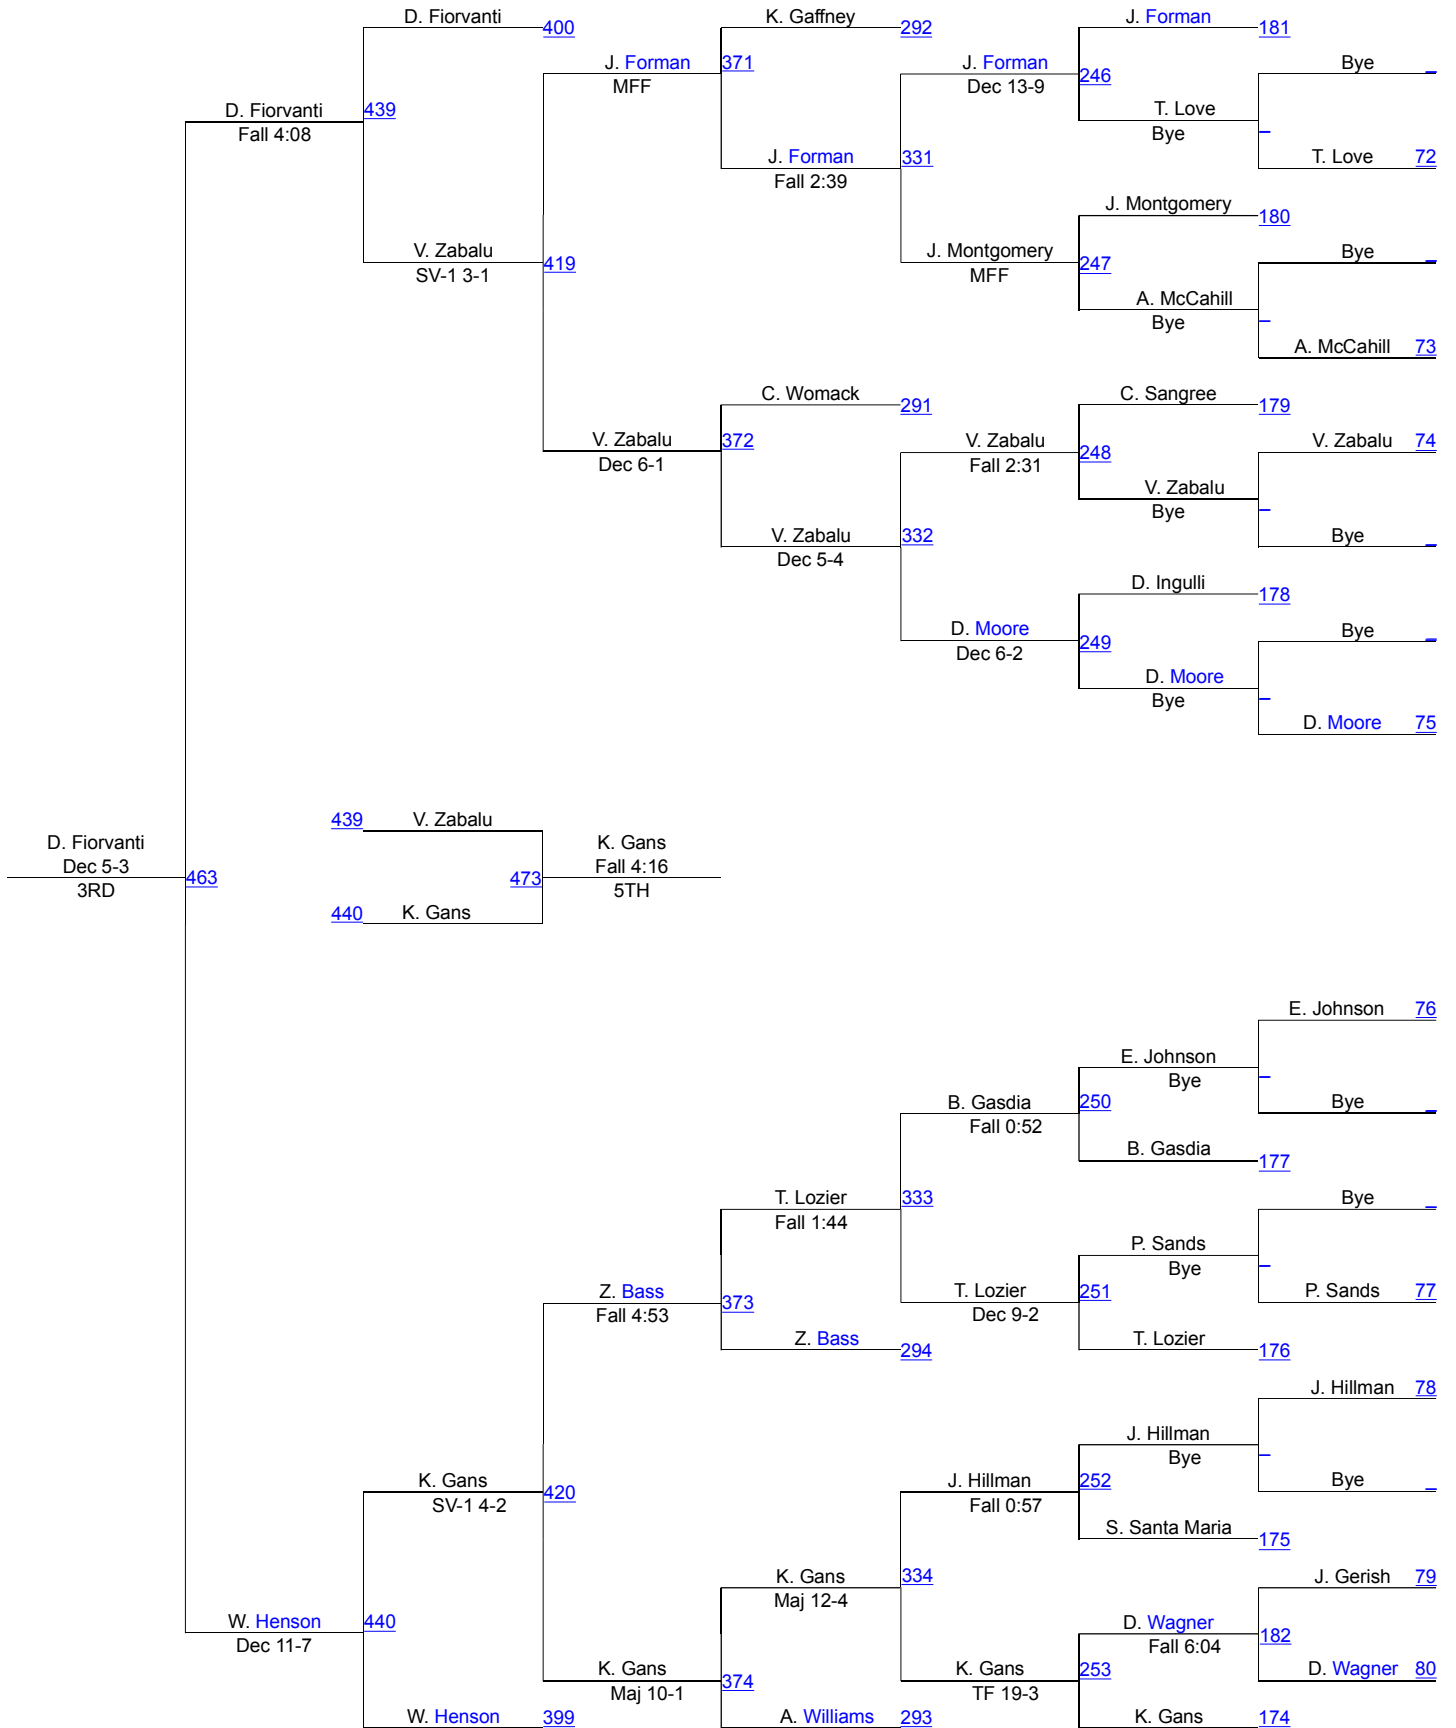 D. Fiorvanti
400
K. Gaffney
292
J. Forman
181
J. Forman
MFF
371
J. Forman
Dec 13-9
246
Bye
_
D. Fiorvanti
Fall 4:08
439
T. Love
Bye
_
J. Forman
Fall 2:39
331
T. Love 72
J. Montgomery
180
V. Zabalu
SV-1 3-1
419
J. Montgomery
MFF
247
Bye
_
A. McCahill
Bye
_
A. McCahill 73
C. Womack
291
C. Sangree
179
V. Zabalu
Dec 6-1
372
V. Zabalu
Fall 2:31
248
V. Zabalu 74
V. Zabalu
Bye
_
V. Zabalu
Dec 5-4
332
Bye
_
D. Ingulli
178
D. Moore
Dec 6-2
249
Bye
_
D. Moore
Bye
_
D. Moore 75
439 V. Zabalu
D. Fiorvanti
Dec 5-3
3RD
463
473
K. Gans
Fall 4:16
5TH
440 K. Gans
E. Johnson 76
E. Johnson
Bye
_
B. Gasdia
Fall 0:52
250
Bye
_
B. Gasdia
177
T. Lozier
Fall 1:44
333
Bye
_
P. Sands
Bye
_
Z. Bass
Fall 4:53
373
T. Lozier
Dec 9-2
251
P. Sands 77
Z. Bass
294
T. Lozier
176
J. Hillman 78
J. Hillman
Bye
_
K. Gans
SV-1 4-2
420
J. Hillman
Fall 0:57
252
Bye
_
S. Santa Maria
175
K. Gans
Maj 12-4
334
J. Gerish 79
W. Henson
Dec 11-7
440
D. Wagner
Fall 6:04
182
K. Gans
Maj 10-1
374
K. Gans
TF 19-3
253
D. Wagner 80
W. Henson
399
A. Williams
293
K. Gans
174